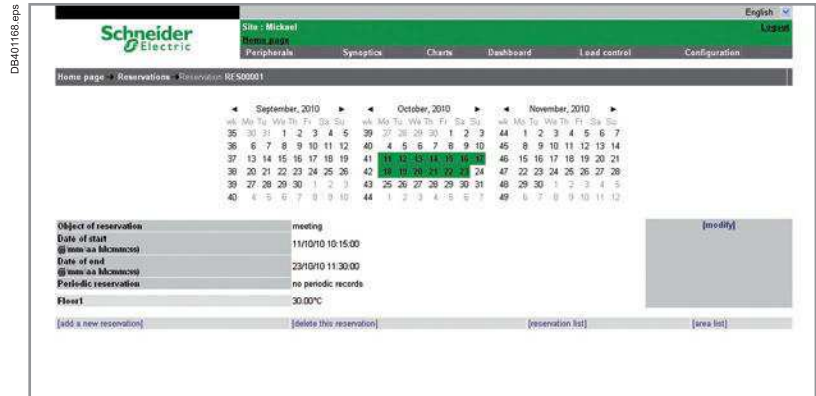 DB401168.eps
English
Schneider Electric
Site : Mickael
Logout
Home page
Peripherals Synoptics Charts Dashboard Load control Configuration
Home page Reservations Reservation RES00001
September, 2010 October, 2010 November, 2010
wk Mo Tu We Th Fr Sa Su wk Mo Tu We Th Fr Sa Su wk Mo Tu We Th Fr Sa Su
35 30 31 1 2 3 4 5 39 27 28 29 30 1 2 3 44 1 2 3 4 5 6 7
36 6 7 8 9 10 11 12 40 4 5 6 7 8 9 10 45 8 9 10 11 12 13 14
37 13 14 15 16 17 18 19 41 11 12 13 14 15 16 17 46 15 16 17 18 19 20 21
38 20 21 22 23 24 25 26 42 18 19 20 21 22 23 24 47 22 23 24 25 26 27 28
39 27 28 29 30 1 2 3 43 25 26 27 28 29 30 31 48 29 30 1 2 3 4 5
40 4 5 6 7 8 9 10 44 1 2 3 4 5 6 7 49 6 7 8 9 10 11 12
Object of reservation meeting [modify]
Date of start
11/10/10 10:15:00
Date of end
23/10/10 11:30:00
Periodic reservation no periodic records
Floor1 30.00°C
[add a new reservation] [delete this reservation] [reservation list] [area list]